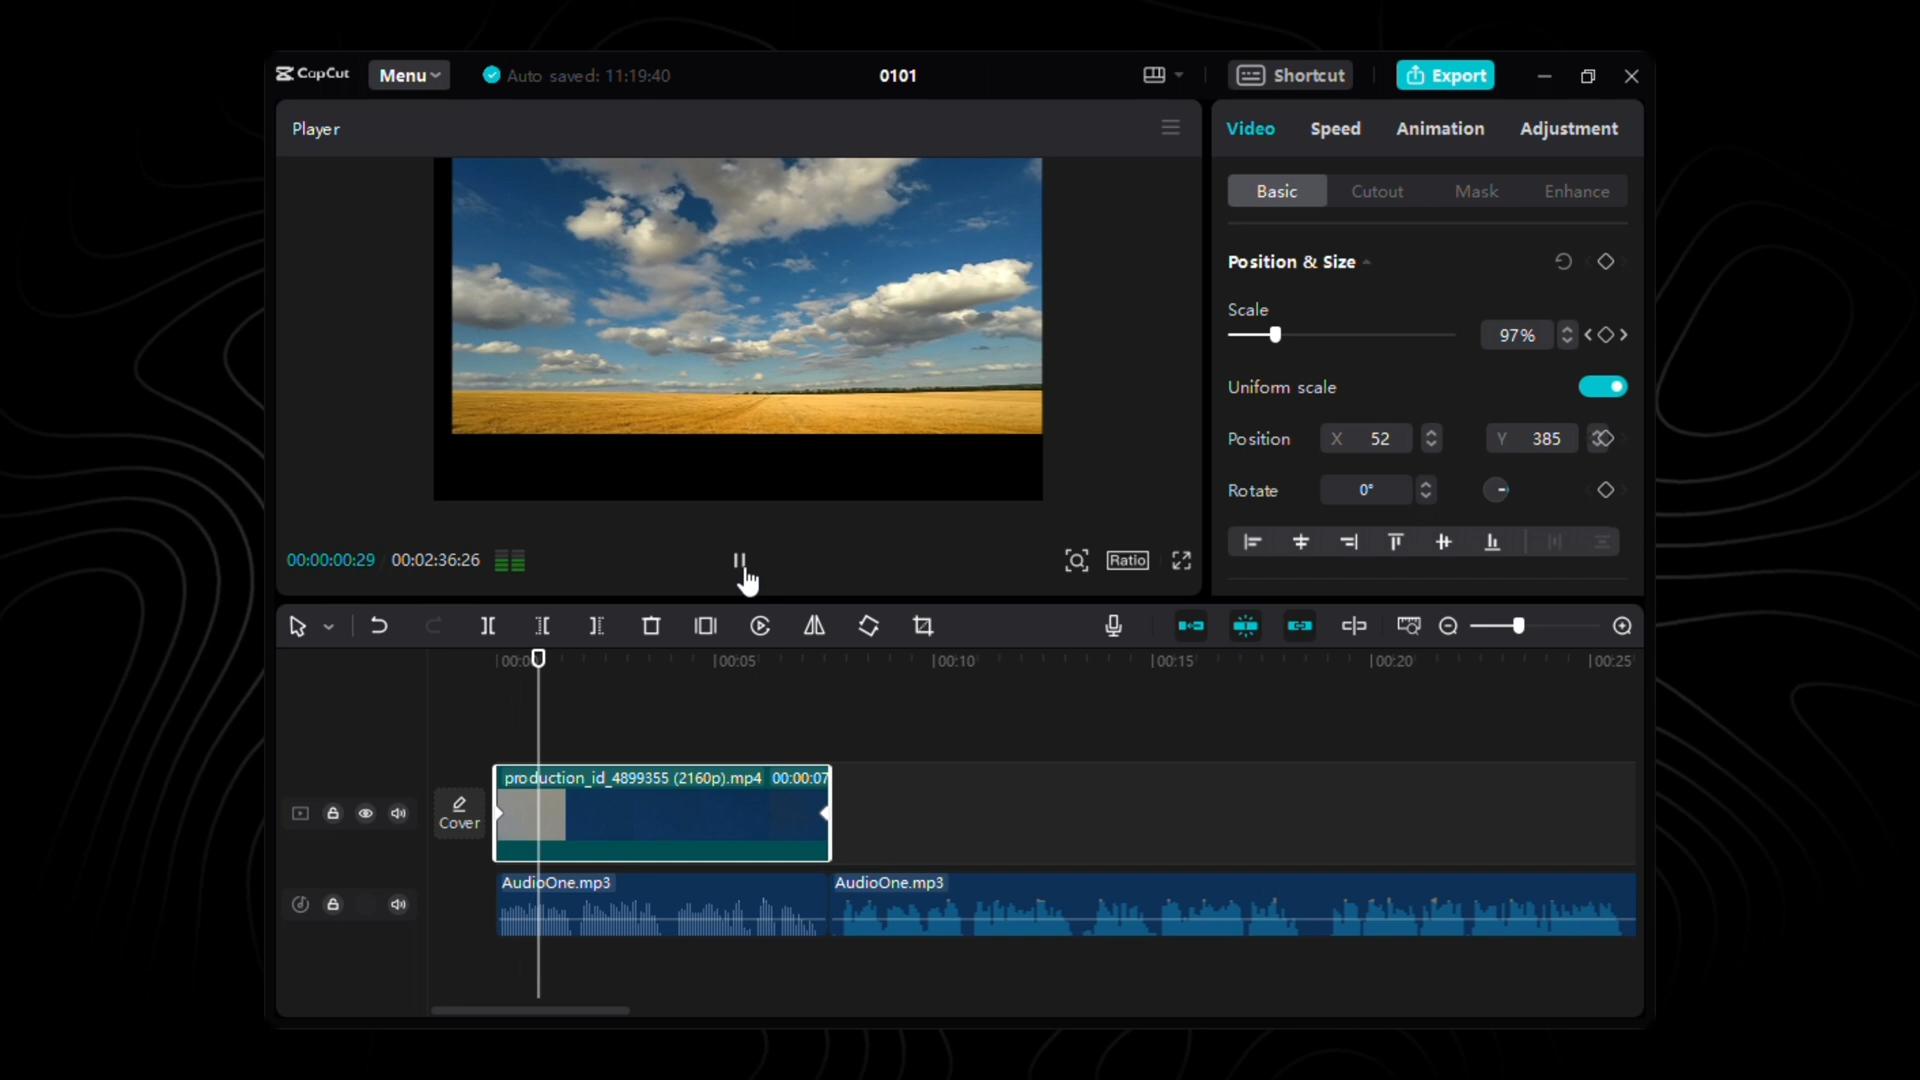 CapCut Menu Auto saved: 11:19:40 0101 Shortcut Export
Player
Video Speed Animation Adjustment
Basic Cutout Mask Enhance
Position & Size
Scale
97%
Uniform scale
Position X 52 Y 385
Rotate 0°
00:00:00:29 00:02:36:26 Ratio
00:05 00:10 00:15 00:20 00:25
production_id_4899355 (2160p).mp4 00:00:07
Cover
AudioOne.mp3 AudioOne.mp3